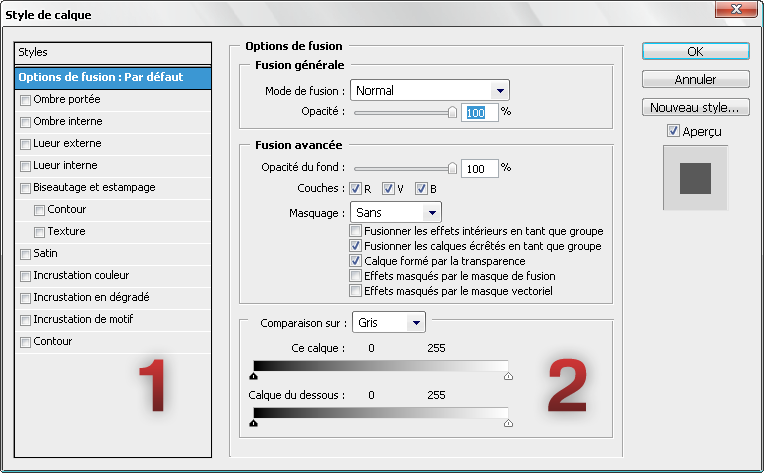 Style de calque
Styles
Options de fusion : Par défaut
Ombre portée
Ombre interne
Lueur externe
Lueur interne
Biseautage et estampage
Contour
Texture
Satin
Incrustation couleur
Incrustation en dégradé
Incrustation de motif
Contour
1
Options de fusion
Fusion générale
Mode de fusion : Normal
Opacité : 100 %
Fusion avancée
Opacité du fond : 100 %
Couches : R V B
Masquage : Sans
Fusionner les effets intérieurs en tant que groupe
Fusionner les calques écrêtés en tant que groupe
Calque formé par la transparence
Effets masqués par le masque de fusion
Effets masqués par le masque vectoriel
Comparaison sur : Gris
Ce calque : 0 255
Calque du dessous : 0 255
2
OK
Annuler
Nouveau style...
Aperçu